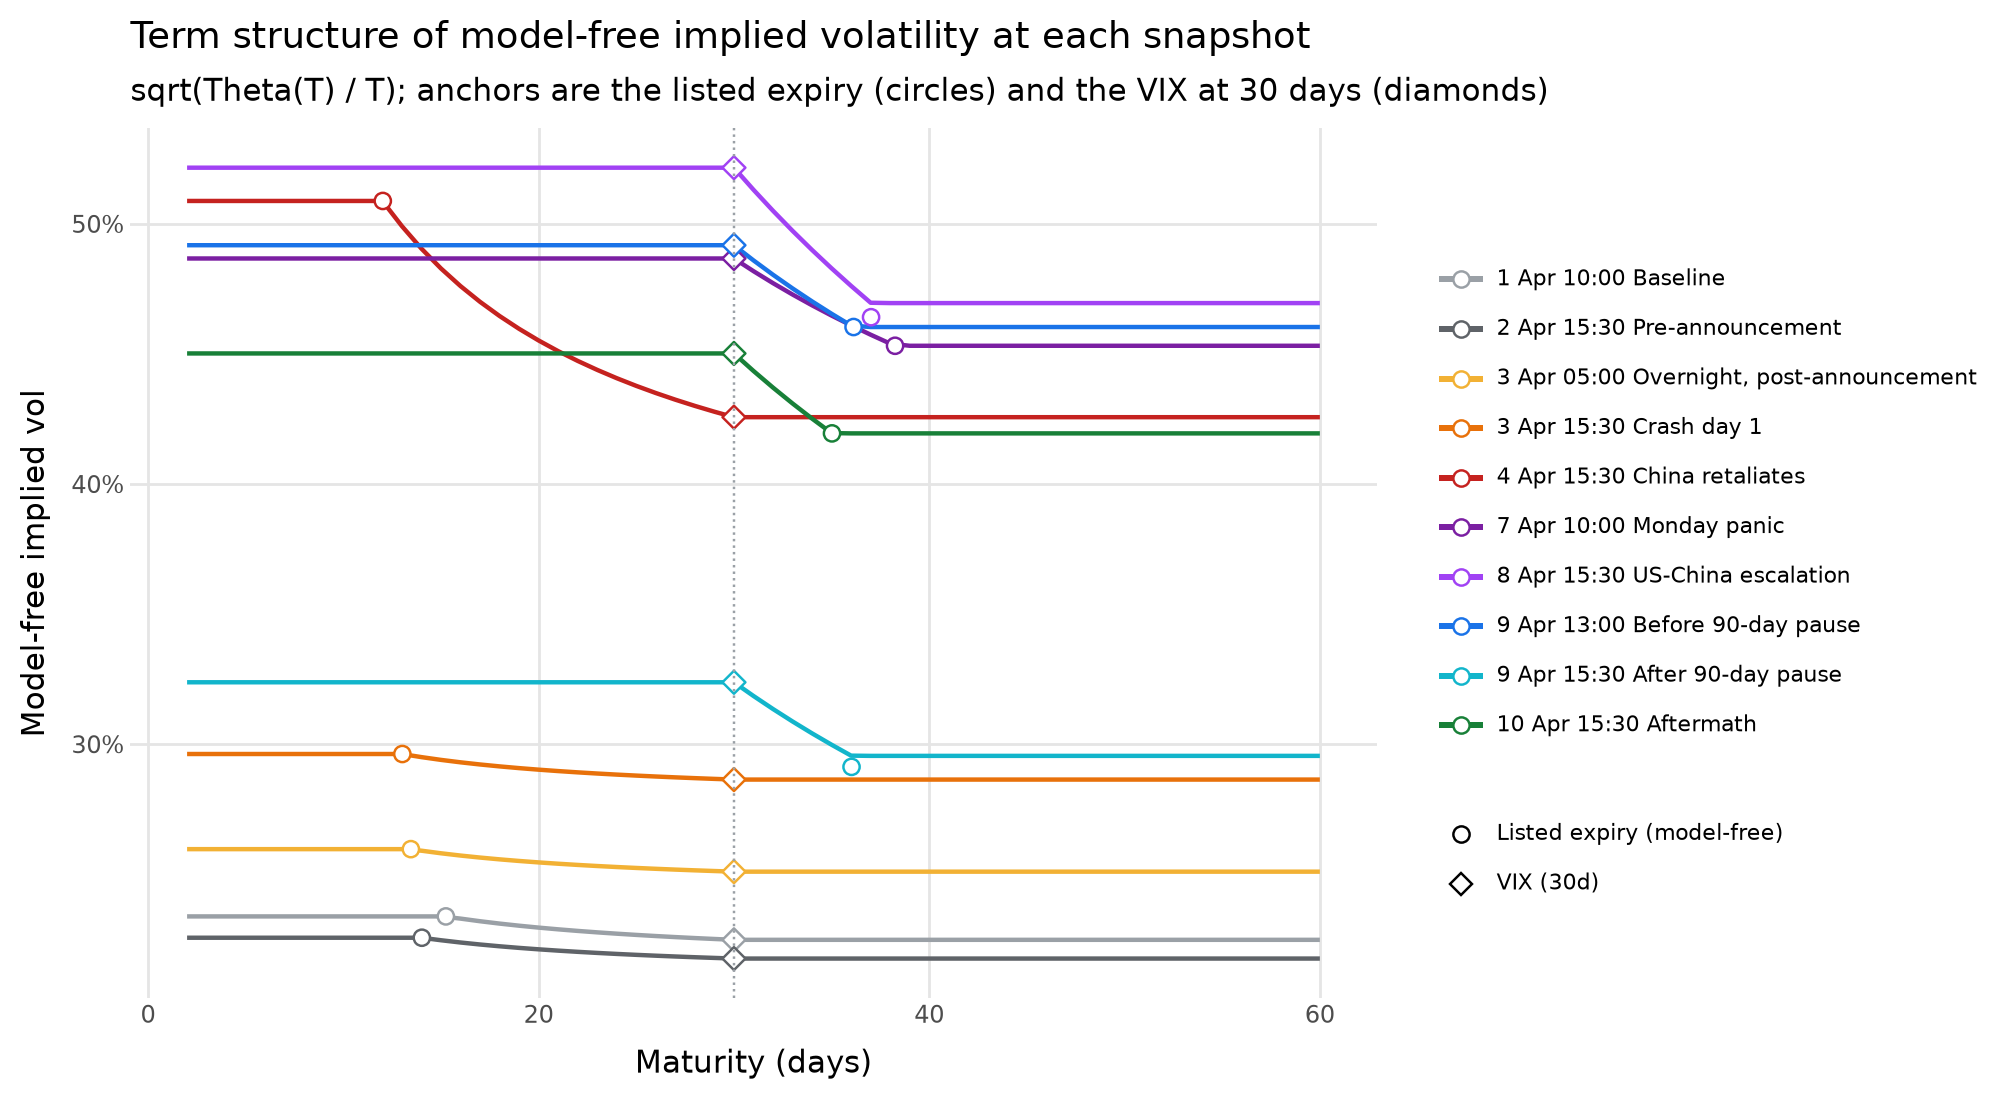 Term structure of model-free implied volatility at each snapshot
sqrt(Theta(T) / T); anchors are the listed expiry (circles) and the VIX at 30 days (diamonds)
Model-free implied vol
50%
40%
30%
0
20
40
60
Maturity (days)
1 Apr 10:00 Baseline
2 Apr 15:30 Pre-announcement
3 Apr 05:00 Overnight, post-announcement
3 Apr 15:30 Crash day 1
4 Apr 15:30 China retaliates
7 Apr 10:00 Monday panic
8 Apr 15:30 US-China escalation
9 Apr 13:00 Before 90-day pause
9 Apr 15:30 After 90-day pause
10 Apr 15:30 Aftermath
Listed expiry (model-free)
VIX (30d)